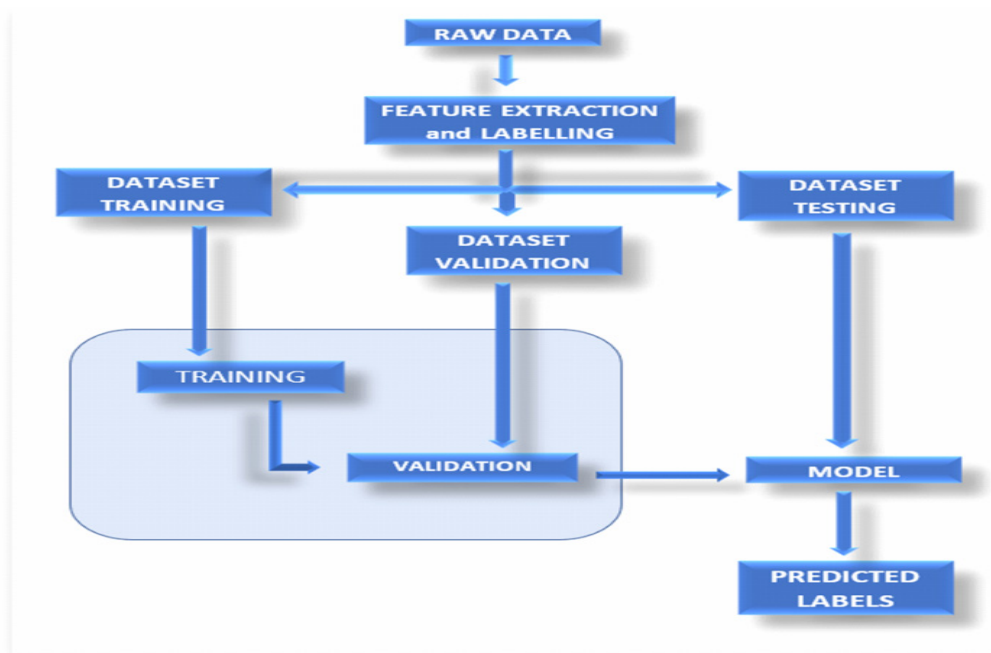 RAW DATA
FEATURE EXTRACTION
and LABELLING
DATASET
TRAINING
DATASET
VALIDATION
DATASET
TESTING
TRAINING
VALIDATION
MODEL
PREDICTED
LABELS